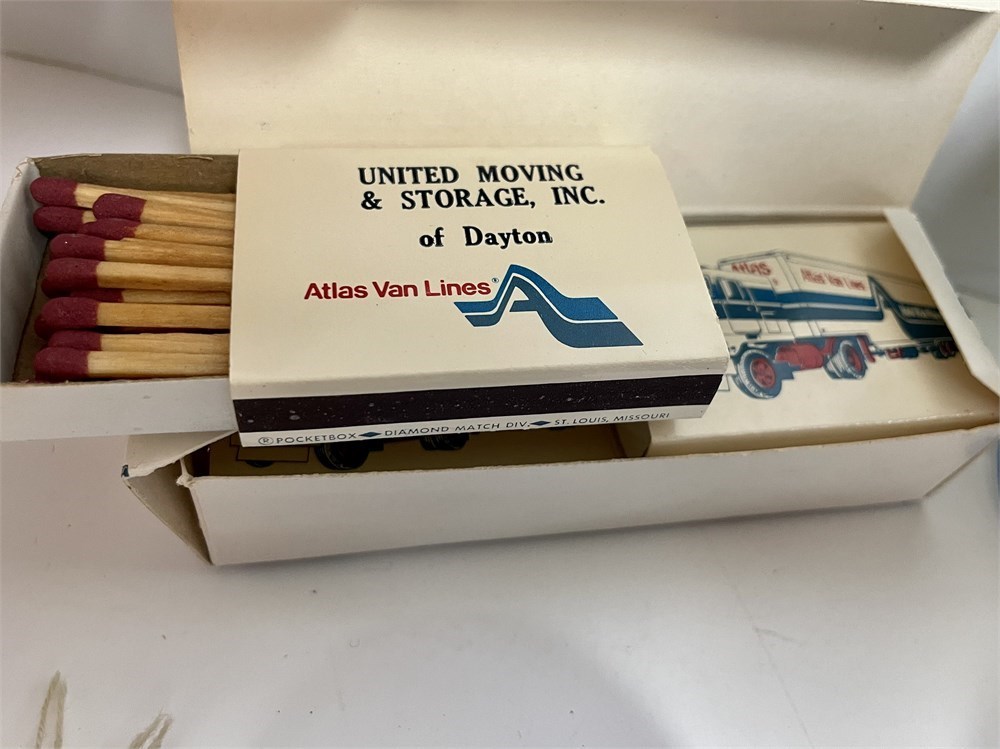 UNITED MOVING
& STORAGE, INC.
of Dayton
Atlas Van Lines®
® POCKETBOX DIAMOND MATCH DIV. ST. LOUIS, MISSOURI
ATLAS
Atlas Van Lines